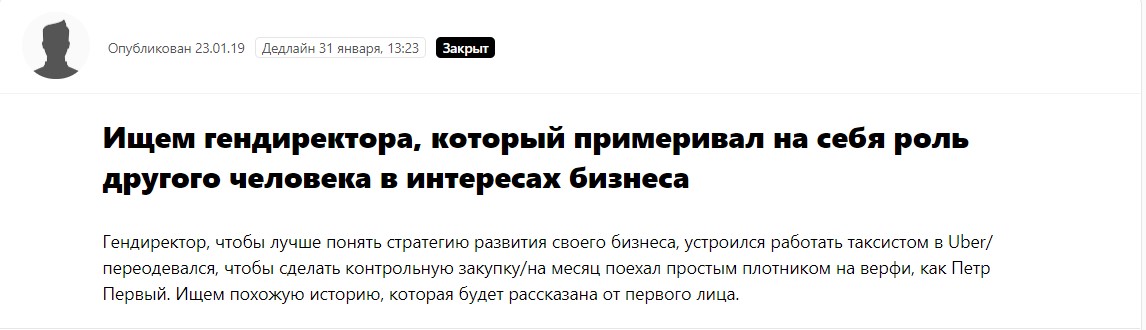 Опубликован 23.01.19 Дедлайн 31 января, 13:23 Закрыт
Ищем гендиректора, который примеривал на себя роль
другого человека в интересах бизнеса
Гендиректор, чтобы лучше понять стратегию развития своего бизнеса, устроился работать таксистом в Uber/
переодевался, чтобы сделать контрольную закупку/на месяц поехал простым плотником на верфи, как Петр
Первый. Ищем похожую историю, которая будет рассказана от первого лица.